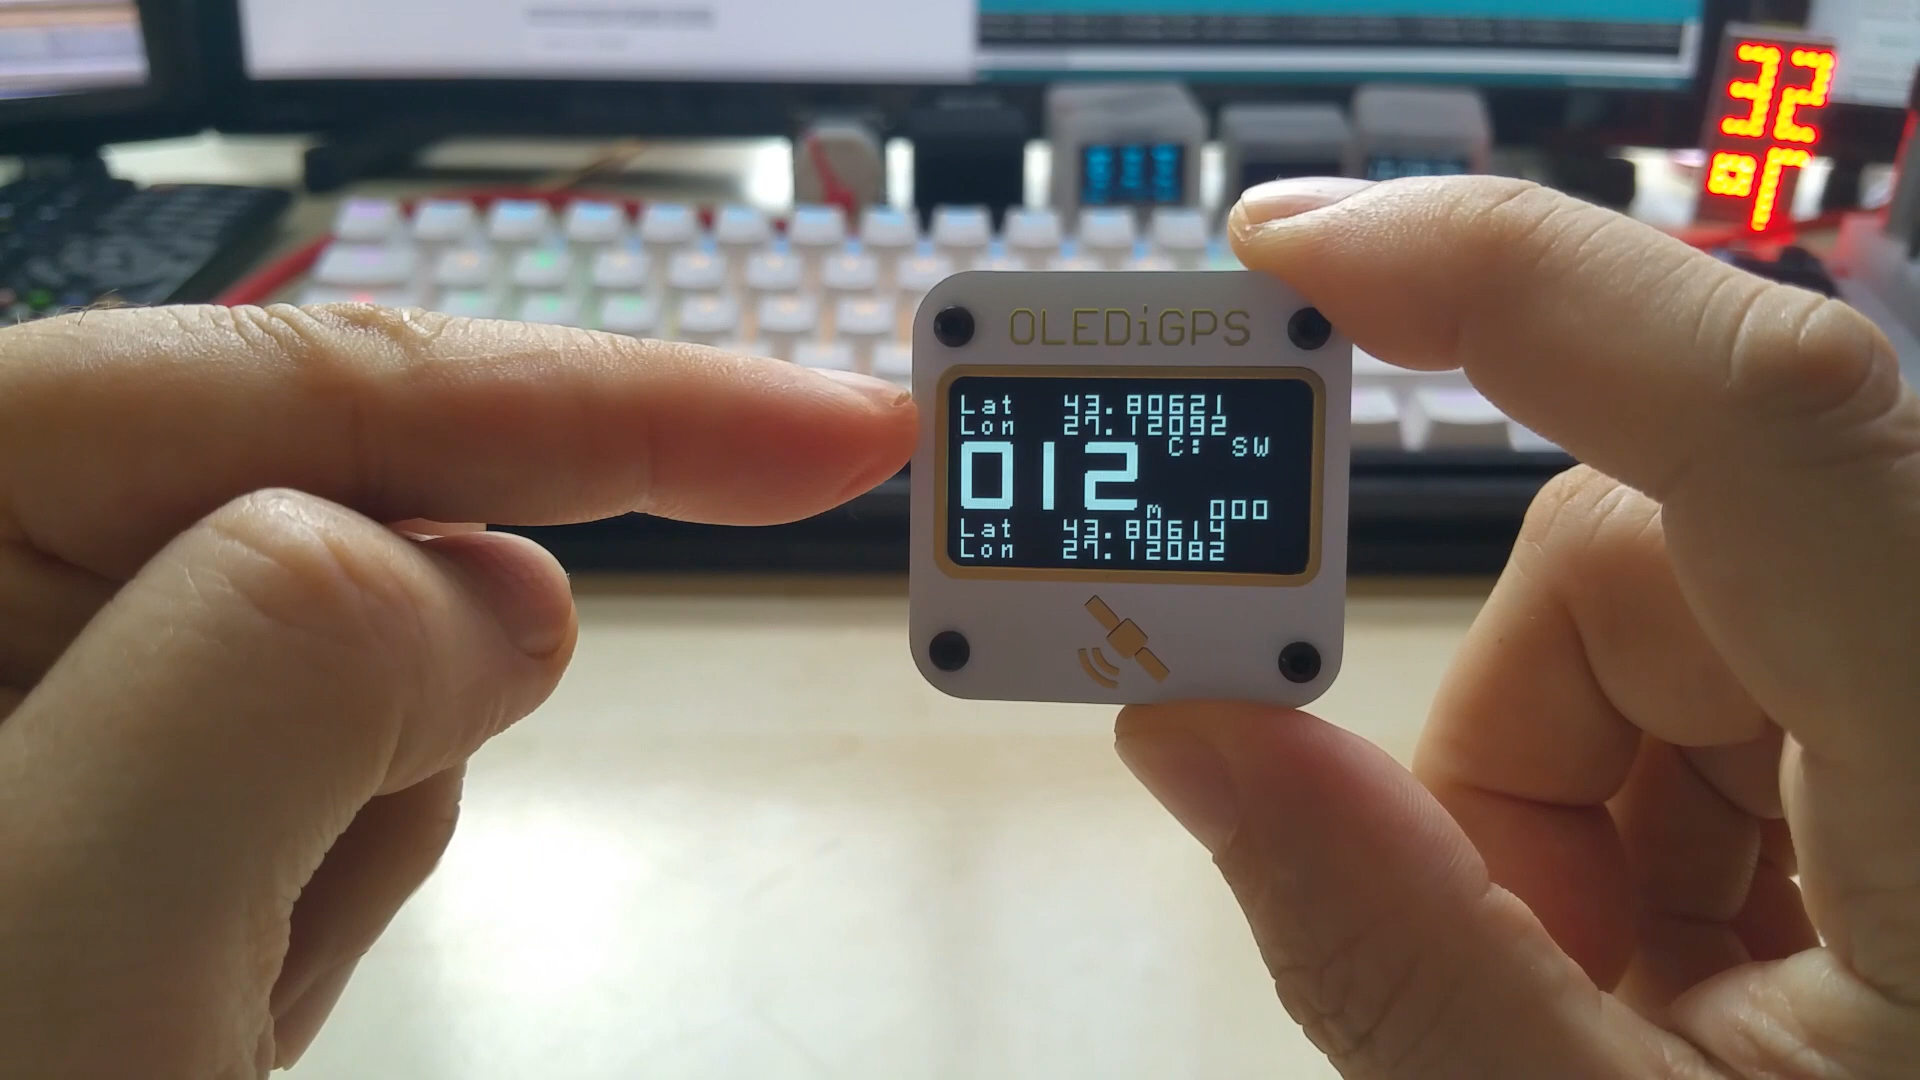 OLEDiGPS
Lat 43.80621
Lon 27.12092
C: SW
012 m 000
Lat 43.80614
Lon 27.12082
32